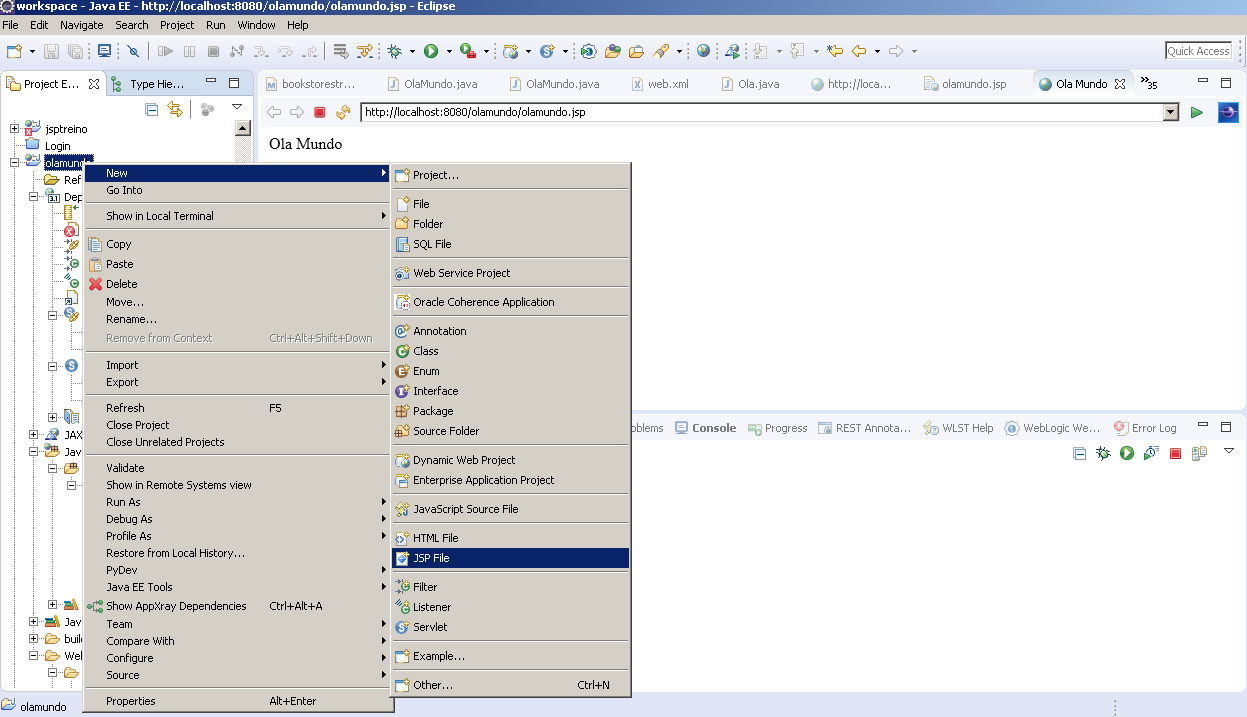 workspace - Java EE - http://localhost:8080/olamundo/olamundo.jsp - Eclipse
File Edit Navigate Search Project Run Window Help
Quick Access
Project E... Type Hie...
bookstorestr... OlaMundo.java OlaMundo.java web.xml Ola.java http://loca... olamundo.jsp Ola Mundo 35
http://localhost:8080/olamundo/olamundo.jsp
Ola Mundo
jsptreino
Login
olamundo
Ref
Dep
3.1
JAX
Jav
Jav
buil
Wel
New
Go Into
Show in Local Terminal
Copy
Paste
Delete
Move...
Rename...
Remove from Context Ctrl+Alt+Shift+Down
Import
Export
Refresh F5
Close Project
Close Unrelated Projects
Validate
Show in Remote Systems view
Run As
Debug As
Profile As
Restore from Local History...
PyDev
Java EE Tools
Show AppXray Dependencies Ctrl+Alt+A
Team
Compare With
Configure
Source
Properties Alt+Enter
Project...
File
Folder
SQL File
Web Service Project
Oracle Coherence Application
Annotation
Class
Enum
Interface
Package
Source Folder
Dynamic Web Project
Enterprise Application Project
JavaScript Source File
HTML File
JSP File
Filter
Listener
Servlet
Example...
Other... Ctrl+N
oblems Console Progress REST Annota... WLST Help WebLogic We... Error Log
olamundo